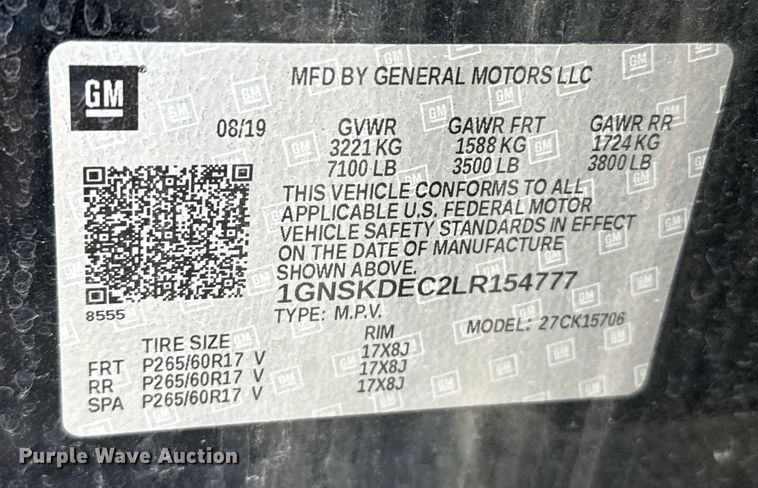 GM
MFD BY GENERAL MOTORS LLC
08/19 GVWR GAWR FRT GAWR RR
3221 KG 1588 KG 1724 KG
7100 LB 3500 LB 3800 LB
THIS VEHICLE CONFORMS TO ALL
APPLICABLE U.S. FEDERAL MOTOR
VEHICLE SAFETY STANDARDS IN EFFECT
ON THE DATE OF MANUFACTURE
SHOWN ABOVE.
1GNSKDEC2LR154777
8555
TYPE: M.P.V. MODEL: 27CK15706
TIRE SIZE RIM
FRT P265/60R17 V 17X8J
RR P265/60R17 V 17X8J
SPA P265/60R17 V 17X8J
Purple Wave Auction